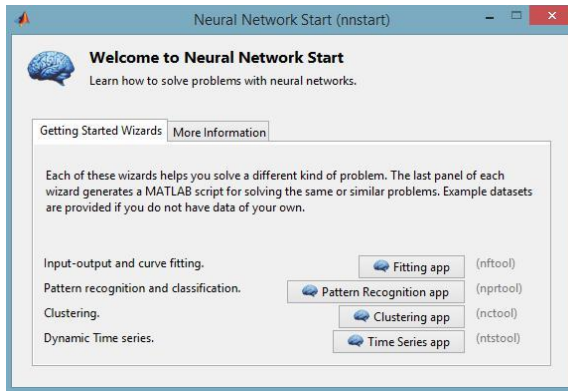 Neural Network Start (nnstart)
Welcome to Neural Network Start
Learn how to solve problems with neural networks.
Getting Started Wizards More Information
Each of these wizards helps you solve a different kind of problem. The last panel of each
wizard generates a MATLAB script for solving the same or similar problems. Example datasets
are provided if you do not have data of your own.
Input-output and curve fitting. Fitting app (nftool)
Pattern recognition and classification. Pattern Recognition app (nprtool)
Clustering. Clustering app (nctool)
Dynamic Time series. Time Series app (ntstool)